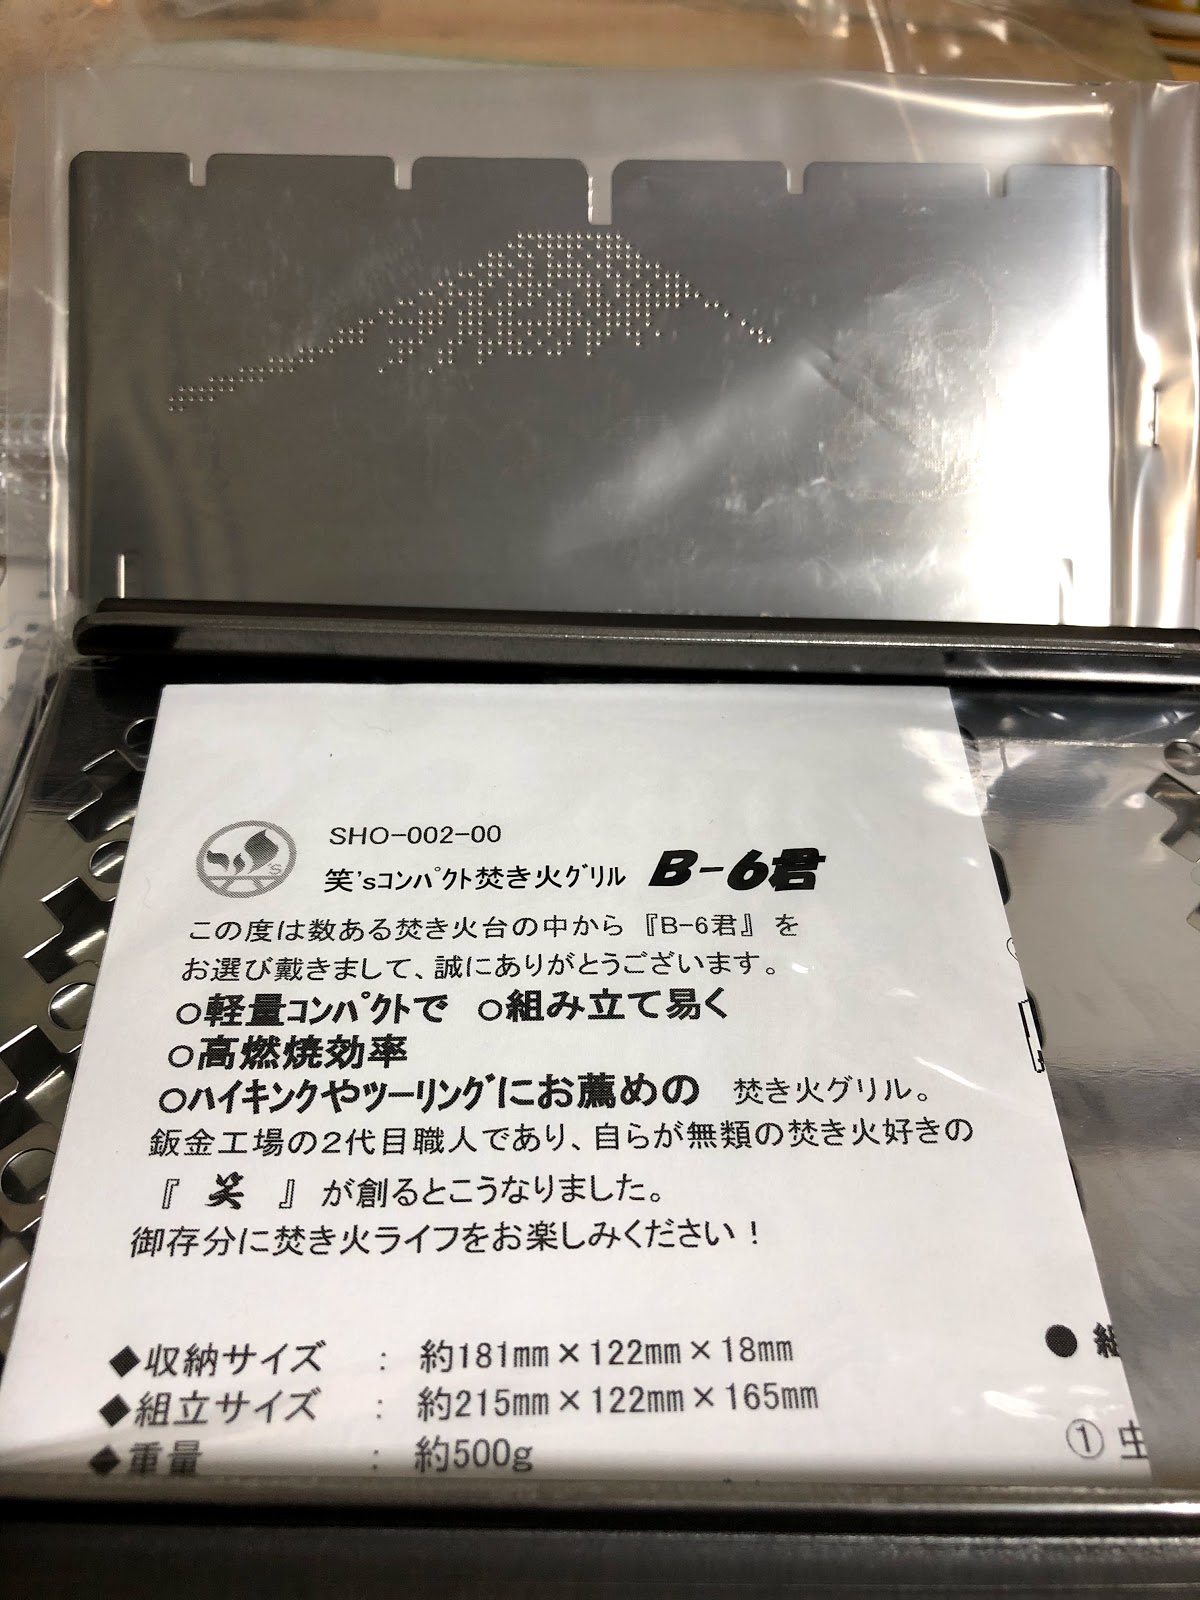 SHO-002-00
笑'sコンパクト焚き火グリル B-6君
この度は数ある焚き火台の中から『B-6君』を
お選び戴きまして、誠にありがとうございます。
○軽量コンパクトで ○組み立て易く
○高燃焼効率
○ハイキングやツーリングにお薦めの 焚き火グリル。
鈑金工場の2代目職人であり、自らが無類の焚き火好きの
『 笑 』 が創るとこうなりました。
御存分に焚き火ライフをお楽しみください!
◆収納サイズ : 約181mm×122mm×18mm
◆組立サイズ : 約215mm×122mm×165mm
◆重量 : 約500g
●
①